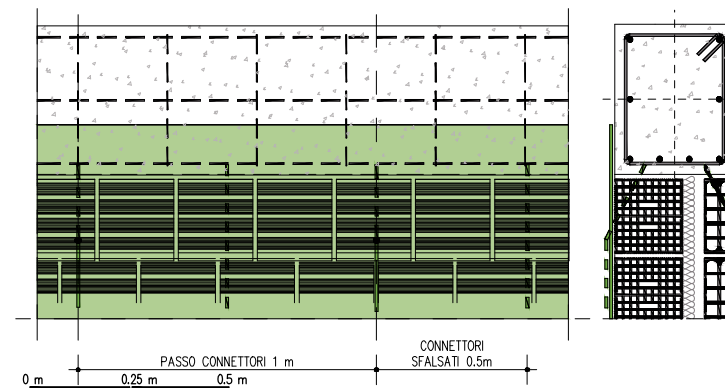 PASSO CONNETTORI 1 m
CONNETTORI
SFALSATI 0.5m
0 m 0.25 m 0.5 m